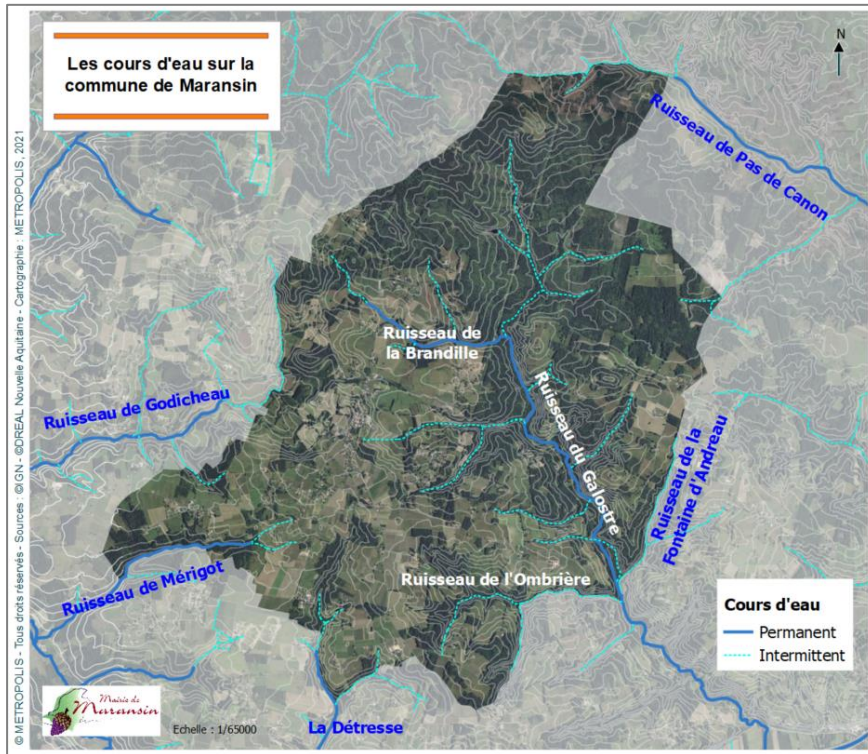 Les cours d'eau sur la
commune de Maransin
N
Ruisseau de Pas de Canon
Ruisseau de
la Brandille
Ruisseau de Godicheau
Ruisseau du Galostre
Ruisseau de la
Fontaine d'Andreau
Ruisseau de l'Ombrière
Ruisseau de Mérigot
La Détresse
Cours d'eau
Permanent
Intermittent
Mairie de
Maransin
Echelle : 1/65000
© METROPOLIS - Tous droits réservés - Sources : ©IGN - ©DREAL Nouvelle Aquitaine - Cartographie : METROPOLIS, 2021